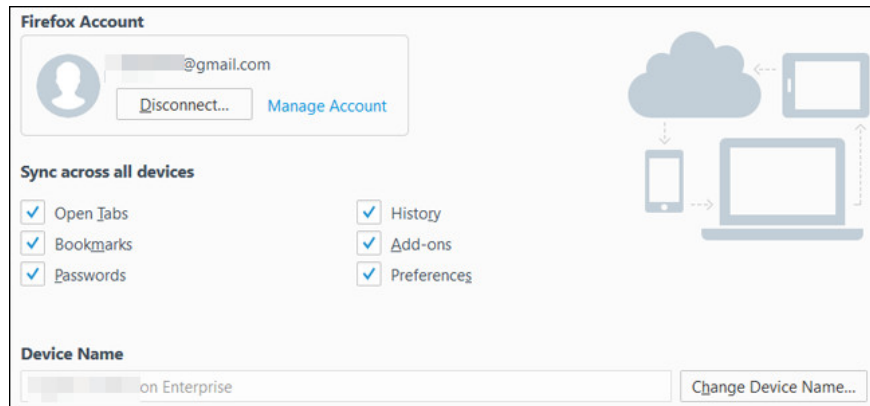 Firefox Account
@gmail.com
Disconnect... Manage Account
Sync across all devices
Open Tabs History
Bookmarks Add-ons
Passwords Preferences
Device Name
on Enterprise Change Device Name...